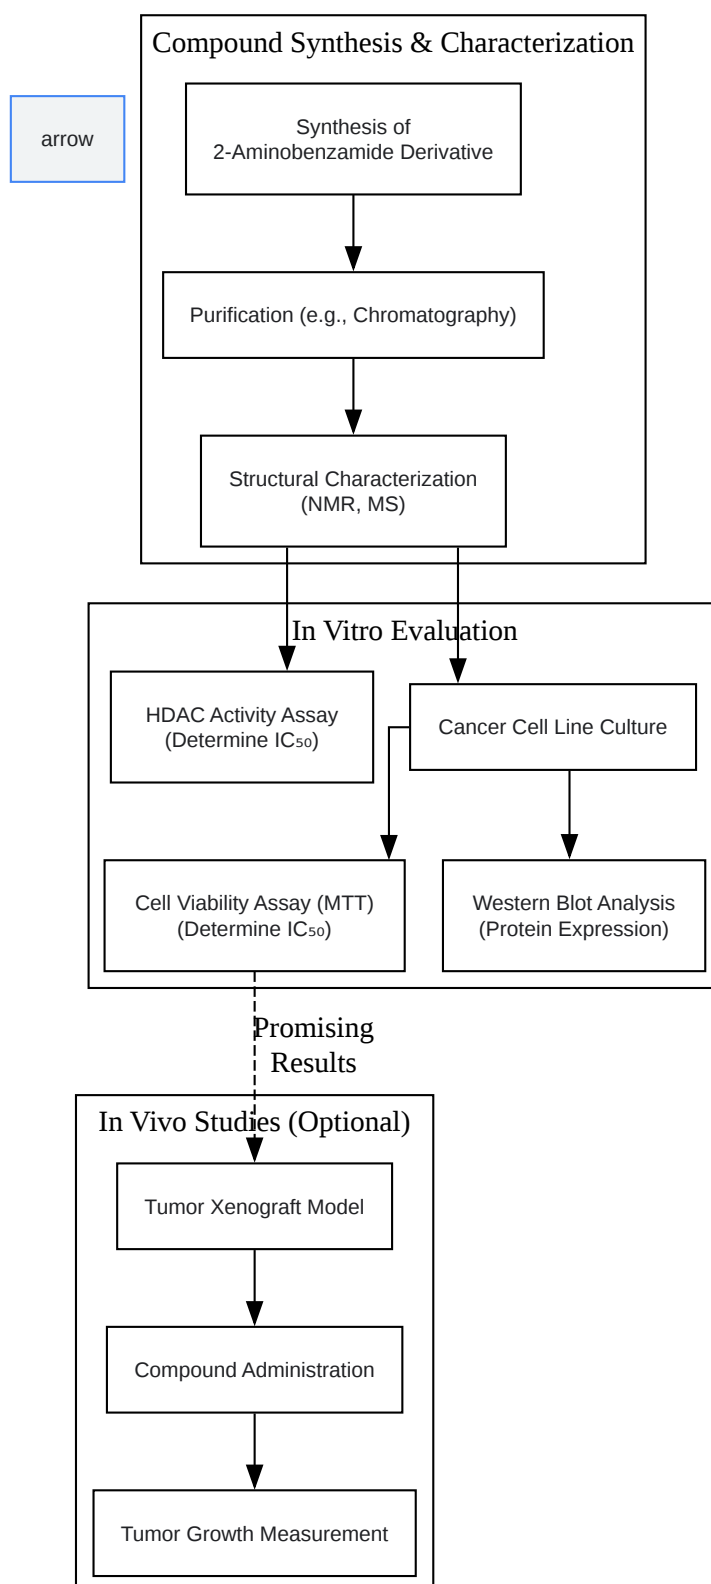 Compound Synthesis & Characterization
arrow
Synthesis of
2-Aminobenzamide Derivative
Purification (e.g., Chromatography)
Structural Characterization
(NMR, MS)
In Vitro Evaluation
HDAC Activity Assay
(Determine IC₅₀)
Cancer Cell Line Culture
Cell Viability Assay (MTT)
(Determine IC₅₀)
Western Blot Analysis
(Protein Expression)
Promising
Results
In Vivo Studies (Optional)
Tumor Xenograft Model
Compound Administration
Tumor Growth Measurement